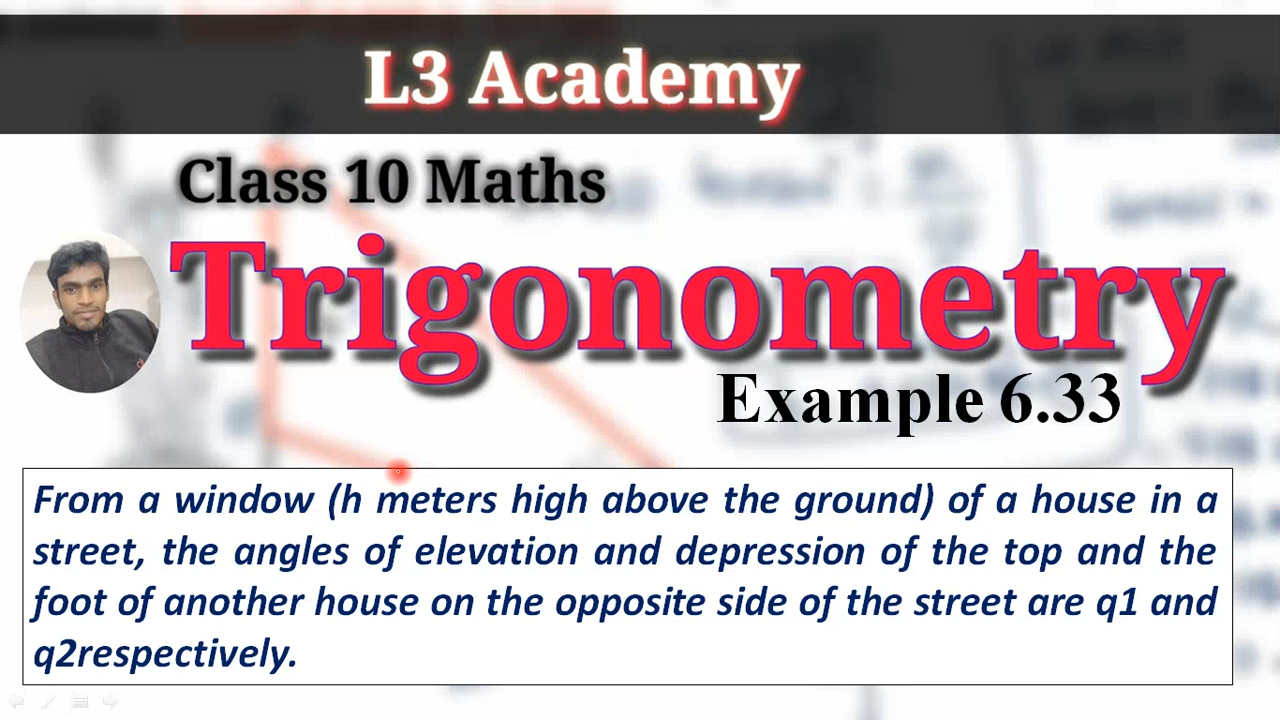 L3 Academy
Class 10 Maths
Trigonometry
Example 6.33
From a window (h meters high above the ground) of a house in a
street, the angles of elevation and depression of the top and the
foot of another house on the opposite side of the street are q1 and
q2respectively.